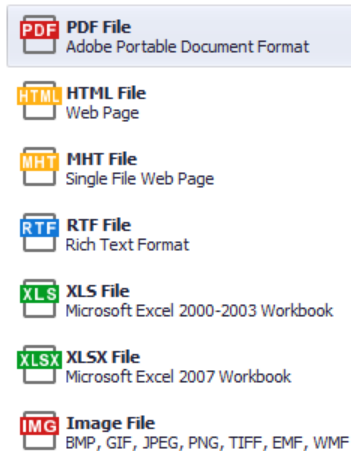 PDF PDF File
Adobe Portable Document Format
HTML HTML File
Web Page
MHT MHT File
Single File Web Page
RTF RTF File
Rich Text Format
XLS XLS File
Microsoft Excel 2000-2003 Workbook
XLSX XLSX File
Microsoft Excel 2007 Workbook
IMG Image File
BMP, GIF, JPEG, PNG, TIFF, EMF, WMF